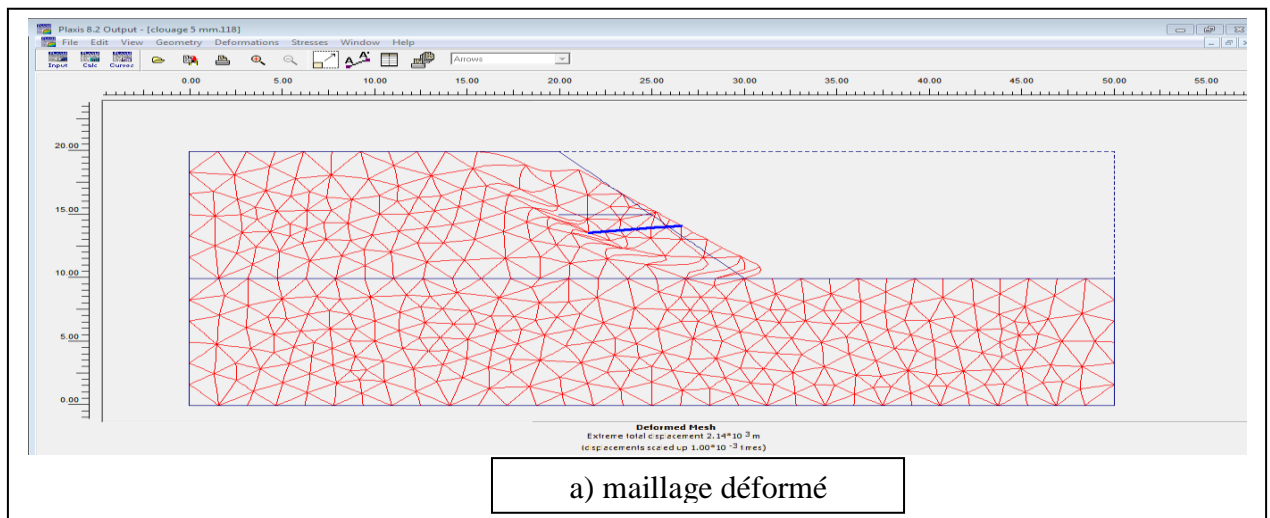 Plaxis 8.2 Output - [clouage 5 mm.118]
File Edit View Geometry Deformations Stresses Window Help
Input Calc Curves Arrows
0.00 5.00 10.00 15.00 20.00 25.00 30.00 35.00 40.00 45.00 50.00 55.00
20.00
15.00
10.00
5.00
0.00
Deformed Mesh
Extreme total displacement 2.14*10 3 m
(displacements scaled up 1.00*10 -3 times)
a) maillage déformé